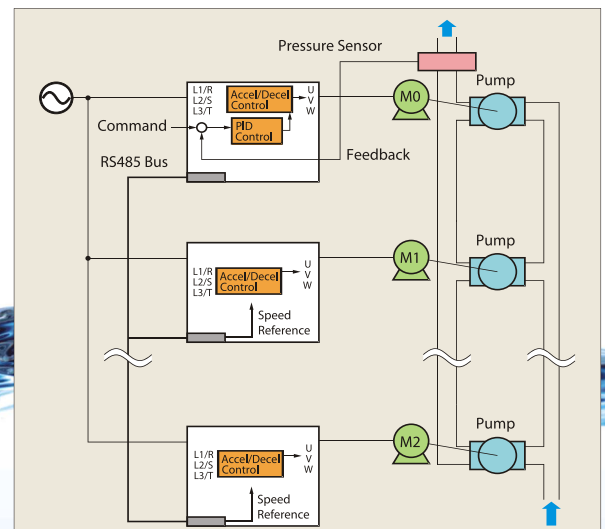 Pressure Sensor
Pump
L1/R
L2/S
L3/T
Accel/Decel
Control
U
V
W
M0
Command
PID
Control
Feedback
RS485 Bus
Pump
L1/R
L2/S
L3/T
Accel/Decel
Control
U
V
W
M1
Speed
Reference
Pump
L1/R
L2/S
L3/T
Accel/Decel
Control
U
V
W
M2
Speed
Reference